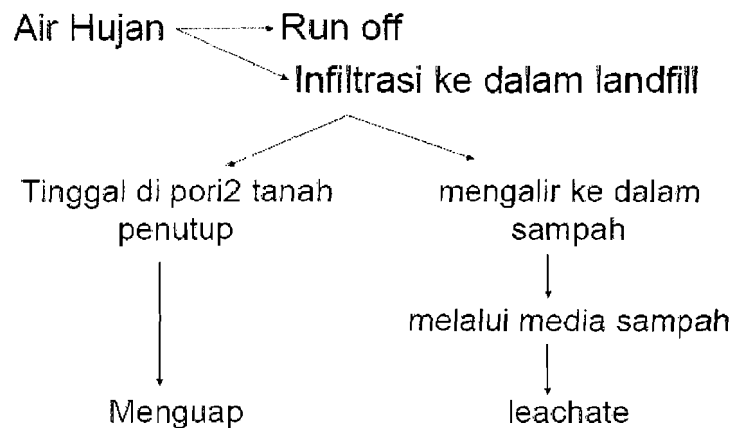 Air Hujan Run off
Infiltrasi ke dalam landfill
Tinggal di pori2 tanah
penutup
mengalir ke dalam
sampah
melalui media sampah
Menguap
leachate